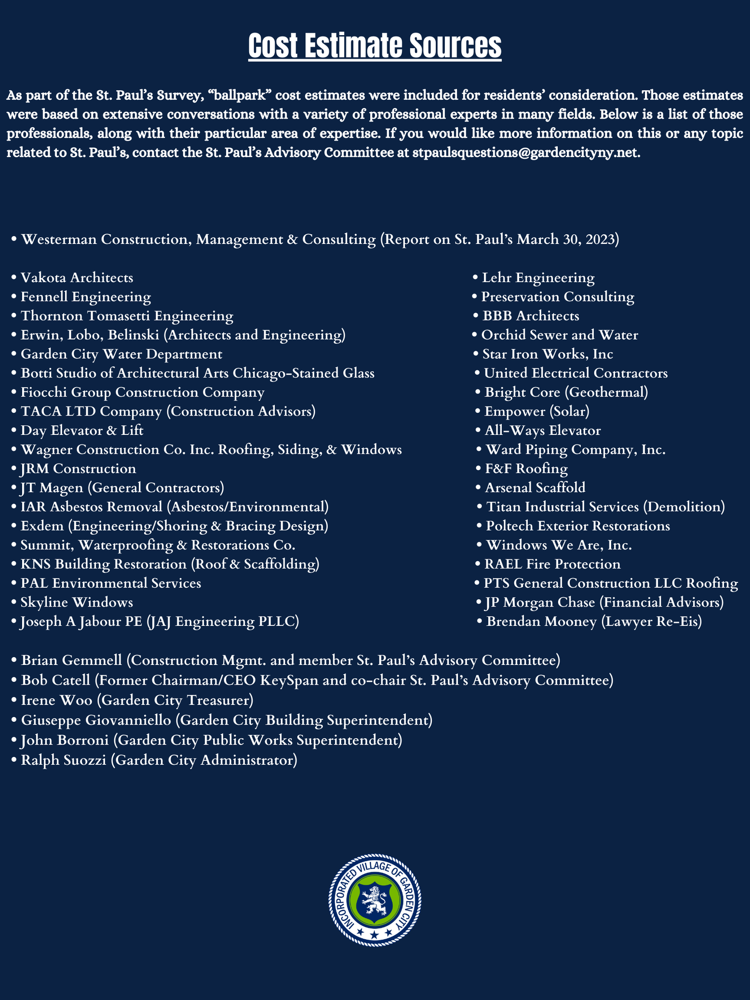 Cost Estimate Sources
As part of the St. Paul’s Survey, “ballpark” cost estimates were included for residents’ consideration. Those estimates
were based on extensive conversations with a variety of professional experts in many fields. Below is a list of those
professionals, along with their particular area of expertise. If you would like more information on this or any topic
related to St. Paul’s, contact the St. Paul’s Advisory Committee at stpaulsquestions@gardencityny.net.
• Westerman Construction, Management & Consulting (Report on St. Paul’s March 30, 2023)
• Vakota Architects
• Fennell Engineering
• Thornton Tomasetti Engineering
• Erwin, Lobo, Belinski (Architects and Engineering)
• Garden City Water Department
• Botti Studio of Architectural Arts Chicago-Stained Glass
• Fiocchi Group Construction Company
• TACA LTD Company (Construction Advisors)
• Day Elevator & Lift
• Wagner Construction Co. Inc. Roofing, Siding, & Windows
• JRM Construction
• JT Magen (General Contractors)
• IAR Asbestos Removal (Asbestos/Environmental)
• Exdem (Engineering/Shoring & Bracing Design)
• Summit, Waterproofing & Restorations Co.
• KNS Building Restoration (Roof & Scaffolding)
• PAL Environmental Services
• Skyline Windows
• Joseph A Jabour PE (JAJ Engineering PLLC)
• Lehr Engineering
• Preservation Consulting
• BBB Architects
• Orchid Sewer and Water
• Star Iron Works, Inc
• United Electrical Contractors
• Bright Core (Geothermal)
• Empower (Solar)
• All-Ways Elevator
• Ward Piping Company, Inc.
• F&F Roofing
• Arsenal Scaffold
• Titan Industrial Services (Demolition)
• Poltech Exterior Restorations
• Windows We Are, Inc.
• RAEL Fire Protection
• PTS General Construction LLC Roofing
• JP Morgan Chase (Financial Advisors)
• Brendan Mooney (Lawyer Re-Eis)
• Brian Gemmell (Construction Mgmt. and member St. Paul’s Advisory Committee)
• Bob Catell (Former Chairman/CEO KeySpan and co-chair St. Paul’s Advisory Committee)
• Irene Woo (Garden City Treasurer)
• Giuseppe Giovanniello (Garden City Building Superintendent)
• John Borroni (Garden City Public Works Superintendent)
• Ralph Suozzi (Garden City Administrator)
INCORPORATED VILLAGE OF GARDEN CITY